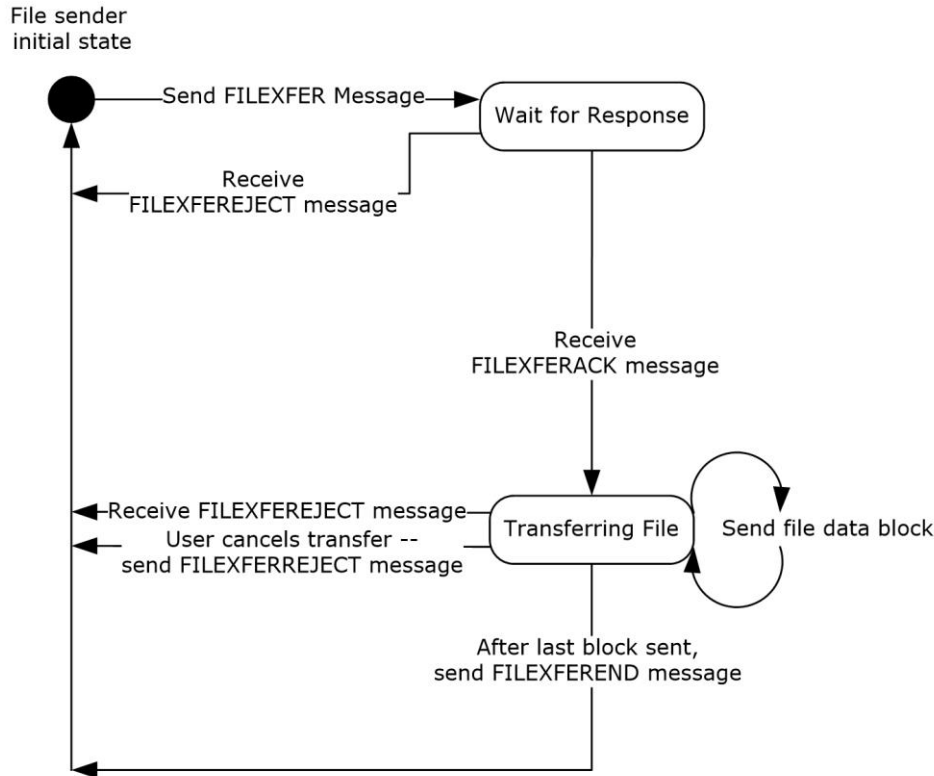 File sender
initial state
Send FILEXFER Message
Wait for Response
Receive
FILEXFEREJECT message
Receive
FILEXFERACK message
Receive FILEXFEREJECT message
User cancels transfer --
send FILEXFERREJECT message
Transferring File
Send file data block
After last block sent,
send FILEXFEREND message